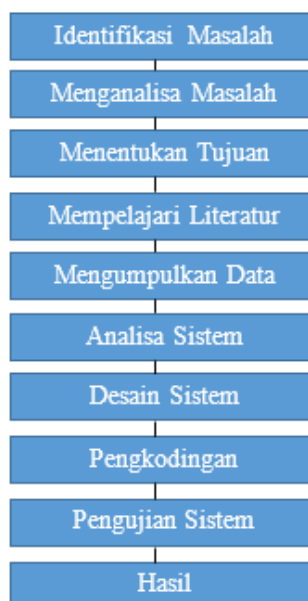 Identifikasi Masalah
Menganalisa Masalah
Menentukan Tujuan
Mempelajari Literatur
Mengumpulkan Data
Analisa Sistem
Desain Sistem
Pengkodingan
Pengujian Sistem
Hasil